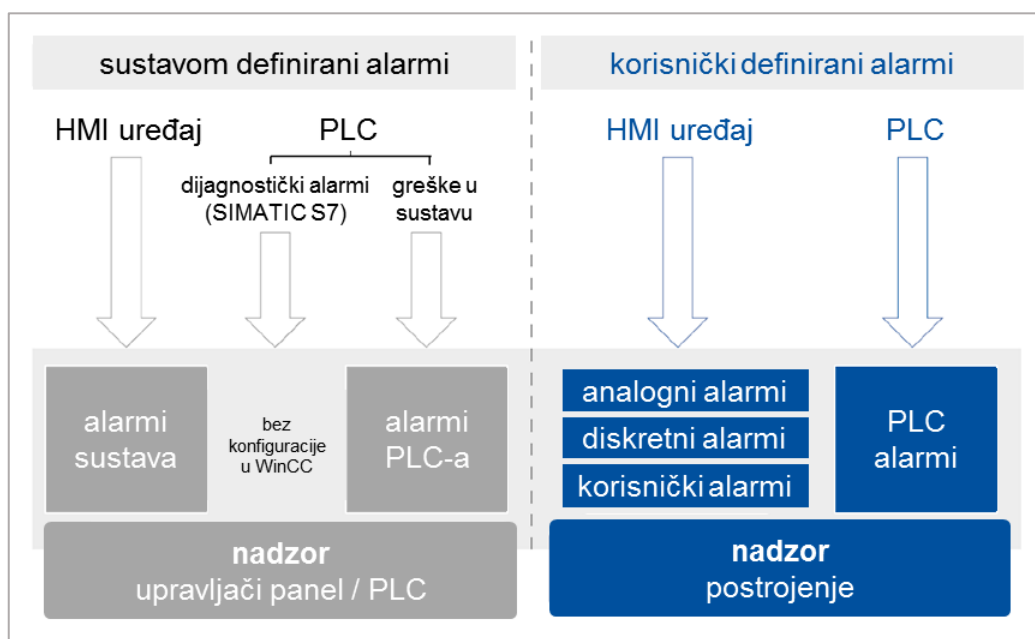 sustavom definirani alarmi
korisnički definirani alarmi
HMI uređaj
PLC
dijagnostički alarmi
(SIMATIC S7)
greške u
sustavu
HMI uređaj
PLC
alarmi
sustava
bez
konfiguracije
u WinCC
alarmi
PLC-a
analogni alarmi
diskretni alarmi
korisnički alarmi
PLC
alarmi
nadzor
upravljači panel / PLC
nadzor
postrojenje